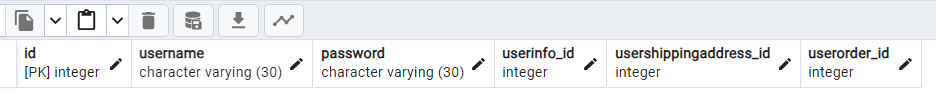 id username password userinfo_id usershippingaddress_id userorder_id
[PK] integer character varying (30) character varying (30) integer integer integer